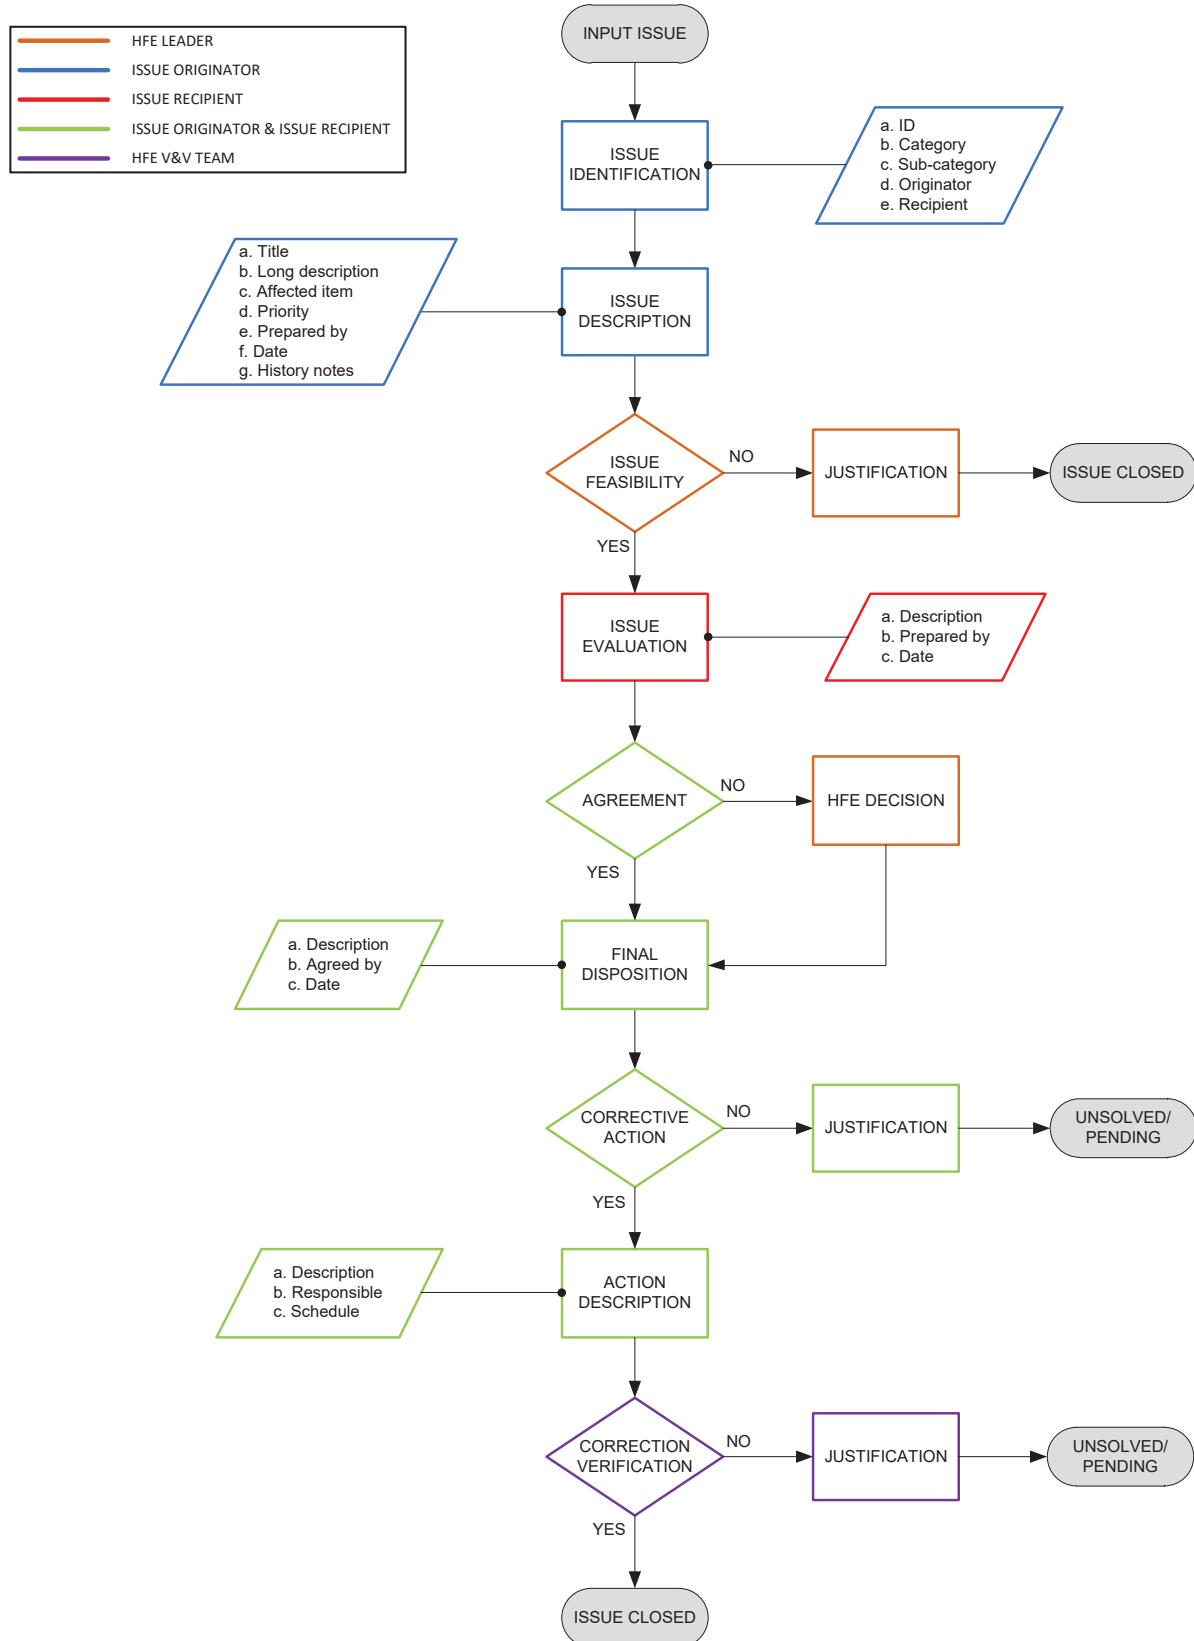 HFE LEADER
ISSUE ORIGINATOR
ISSUE RECIPIENT
ISSUE ORIGINATOR & ISSUE RECIPIENT
HFE V&V TEAM
INPUT ISSUE
ISSUE
IDENTIFICATION
a. ID
b. Category
c. Sub-category
d. Originator
e. Recipient
a. Title
b. Long description
c. Affected item
d. Priority
e. Prepared by
f. Date
g. History notes
ISSUE
DESCRIPTION
ISSUE
FEASIBILITY
NO
JUSTIFICATION
ISSUE CLOSED
YES
ISSUE
EVALUATION
a. Description
b. Prepared by
c. Date
AGREEMENT
NO
HFE DECISION
YES
a. Description
b. Agreed by
c. Date
FINAL
DISPOSITION
CORRECTIVE
ACTION
NO
JUSTIFICATION
UNSOLVED/
PENDING
YES
a. Description
b. Responsible
c. Schedule
ACTION
DESCRIPTION
CORRECTION
VERIFICATION
NO
JUSTIFICATION
UNSOLVED/
PENDING
YES
ISSUE CLOSED